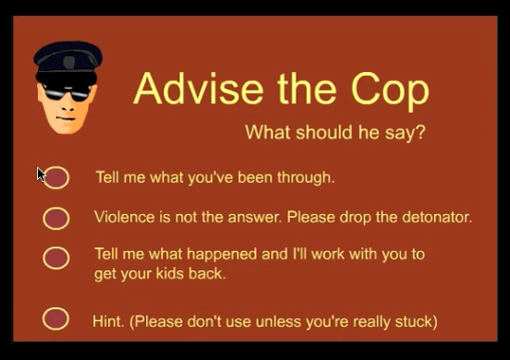 Advise the Cop
What should he say?
Tell me what you've been through.
Violence is not the answer. Please drop the detonator.
Tell me what happened and I'll work with you to
get your kids back.
Hint. (Please don't use unless you're really stuck)